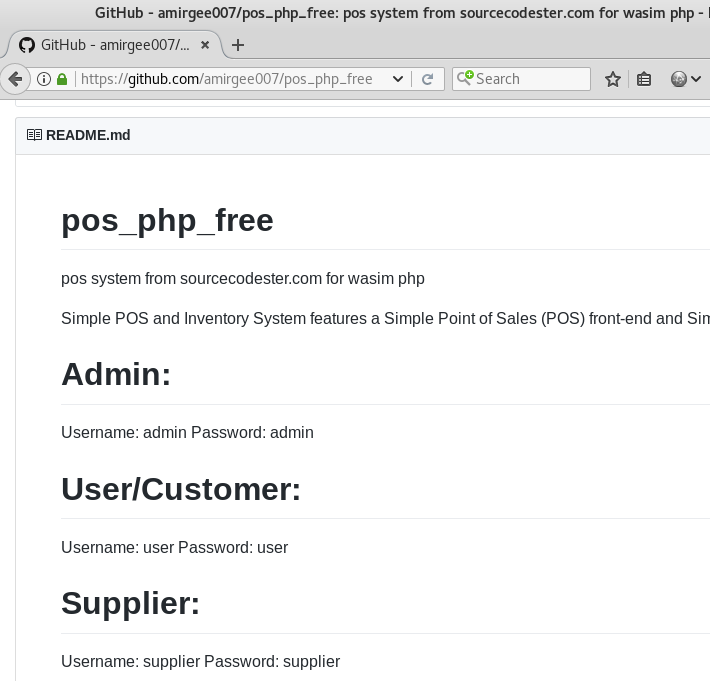 GitHub - amirgee007/pos_php_free: pos system from sourcecodester.com for wasim php -
GitHub - amirgee007/...
https://github.com/amirgee007/pos_php_free
Search
README.md
pos_php_free
pos system from sourcecodester.com for wasim php
Simple POS and Inventory System features a Simple Point of Sales (POS) front-end and Sim
Admin:
Username: admin Password: admin
User/Customer:
Username: user Password: user
Supplier:
Username: supplier Password: supplier